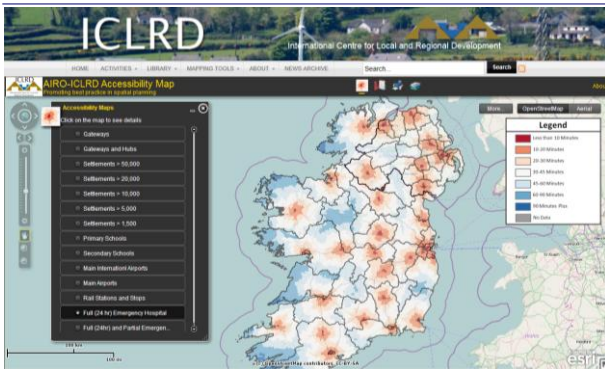 ICLRD
International Centre for Local and Regional Development
HOME ACTIVITIES LIBRARY MAPPING TOOLS ABOUT NEWS ARCHIVE Search... Search
AIRO-ICLRD Accessibility Map
Promoting best practice in spatial planning
Accessibility Maps
Click on the map to see details
Gateways
Gateways and Hubs
Settlements > 50,000
Settlements > 20,000
Settlements > 10,000
Settlements > 5,000
Settlements > 1,500
Primary Schools
Secondary Schools
Main International Airports
Main Airports
Rail Stations and Stops
Full (24 hr) Emergency Hospital
Full (24hr) and Partial Emergen...
OpenStreetMap Aerial
Legend
Less than 10 Minutes
10-20 Minutes
20-30 Minutes
30-45 Minutes
45-60 Minutes
60-90 Minutes
90 Minutes Plus
No Data
esri